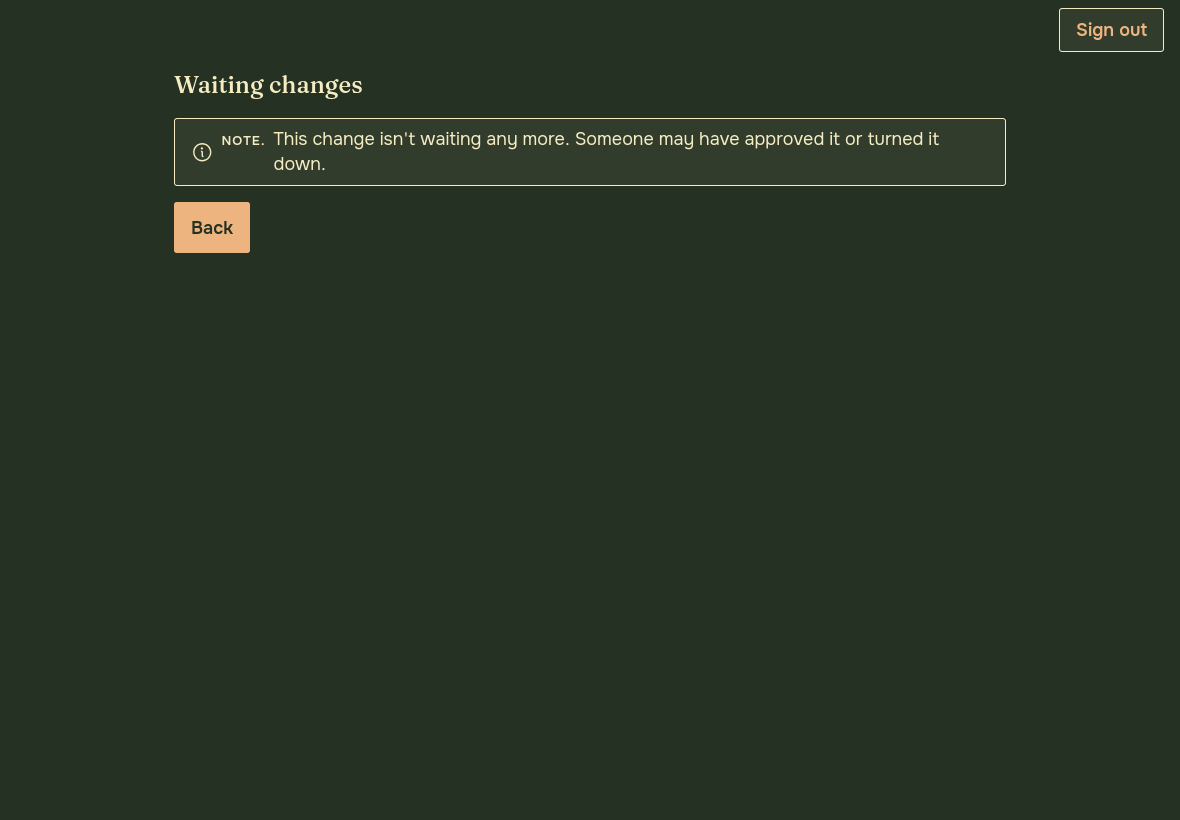 Sign out
Waiting changes
NOTE. This change isn't waiting any more. Someone may have approved it or turned it
down.
Back